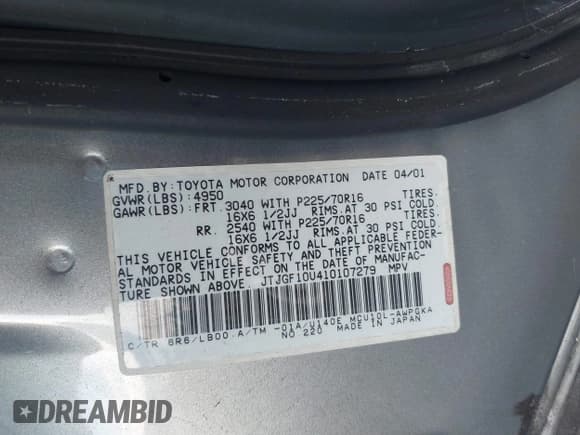 MFD. BY: TOYOTA MOTOR CORPORATION DATE 04/01
GVWR(LBS):4950
GAWR(LBS):FRT. 3040 WITH P225/70R16 TIRES.
16X6 1/2JJ RIMS.AT 30 PSI COLD.
RR. 2540 WITH P225/70R16 TIRES.
16X6 1/2JJ RIMS.AT 30 PSI COLD.
THIS VEHICLE CONFORMS TO ALL APPLICABLE FEDER-
AL MOTOR VEHICLE SAFETY AND THEFT PREVENTION
STANDARDS IN EFFECT ON THE DATE OF MANUFAC-
TURE SHOWN ABOVE. JTJGF10U410107279 MPV
C/TR 6R6/LB00 A/TM -01A/U140E MCU10L-AWPGKA
NO 220 MADE IN JAPAN
DREAMBID